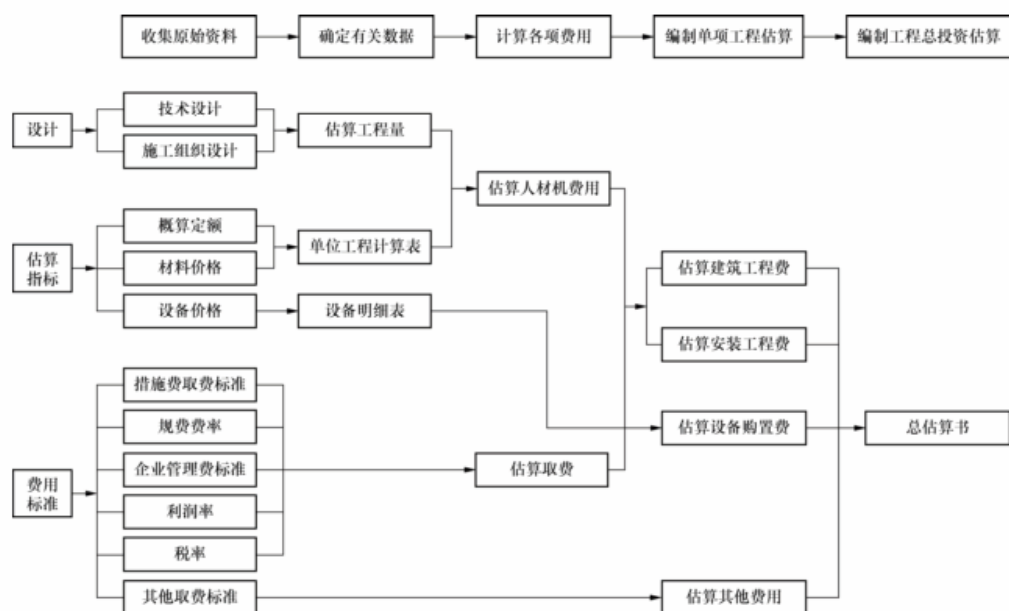 收集原始资料
确定有关数据
计算各项费用
编制单项工程估算
编制工程总投资估算
设计
技术设计
施工组织设计
估算工程量
估算人材机费用
估算
指标
概算定额
材料价格
设备价格
单位工程计算表
设备明细表
估算建筑工程费
估算安装工程费
费用
标准
措施费取费标准
规费费率
企业管理费标准
利润率
税率
其他取费标准
估算取费
估算设备购置费
估算其他费用
总估算书